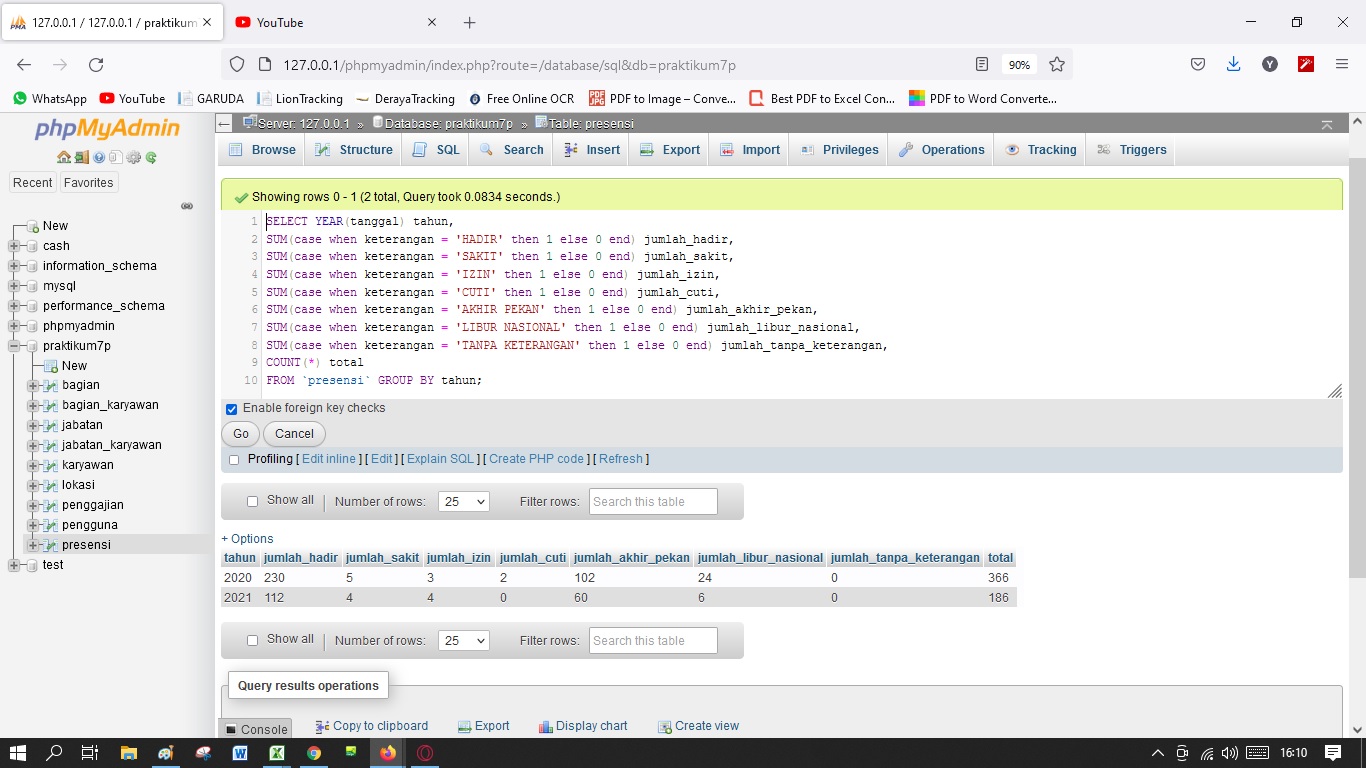 127.0.0.1 / 127.0.0.1 / praktikum
YouTube
127.0.0.1/phpmyadmin/index.php?route=/database/sql&db=praktikum7p
90%
Y
WhatsApp YouTube GARUDA LionTracking DerayaTracking Free Online OCR PDF to Image – Conve... Best PDF to Excel Con... PDF to Word Converte...
phpMyAdmin
Recent Favorites
New
cash
information_schema
mysql
performance_schema
phpmyadmin
praktikum7p
New
bagian
bagian_karyawan
jabatan
jabatan_karyawan
karyawan
lokasi
penggajian
pengguna
presensi
test
Server: 127.0.0.1 » Database: praktikum7p » Table: presensi
Browse Structure SQL Search Insert Export Import Privileges Operations Tracking Triggers
Showing rows 0 - 1 (2 total, Query took 0.0834 seconds.)
1 SELECT YEAR(tanggal) tahun,
2 SUM(case when keterangan = 'HADIR' then 1 else 0 end) jumlah_hadir,
3 SUM(case when keterangan = 'SAKIT' then 1 else 0 end) jumlah_sakit,
4 SUM(case when keterangan = 'IZIN' then 1 else 0 end) jumlah_izin,
5 SUM(case when keterangan = 'CUTI' then 1 else 0 end) jumlah_cuti,
6 SUM(case when keterangan = 'AKHIR PEKAN' then 1 else 0 end) jumlah_akhir_pekan,
7 SUM(case when keterangan = 'LIBUR NASIONAL' then 1 else 0 end) jumlah_libur_nasional,
8 SUM(case when keterangan = 'TANPA KETERANGAN' then 1 else 0 end) jumlah_tanpa_keterangan,
9 COUNT(*) total
10 FROM `presensi` GROUP BY tahun;
Enable foreign key checks
Go Cancel
Profiling [ Edit inline ] [ Edit ] [ Explain SQL ] [ Create PHP code ] [ Refresh ]
Show all Number of rows: 25 Filter rows: Search this table
+ Options
tahun jumlah_hadir jumlah_sakit jumlah_izin jumlah_cuti jumlah_akhir_pekan jumlah_libur_nasional jumlah_tanpa_keterangan total
2020 230 5 3 2 102 24 0 366
2021 112 4 4 0 60 6 0 186
Show all Number of rows: 25 Filter rows: Search this table
Query results operations
Console Copy to clipboard Export Display chart Create view
16:10